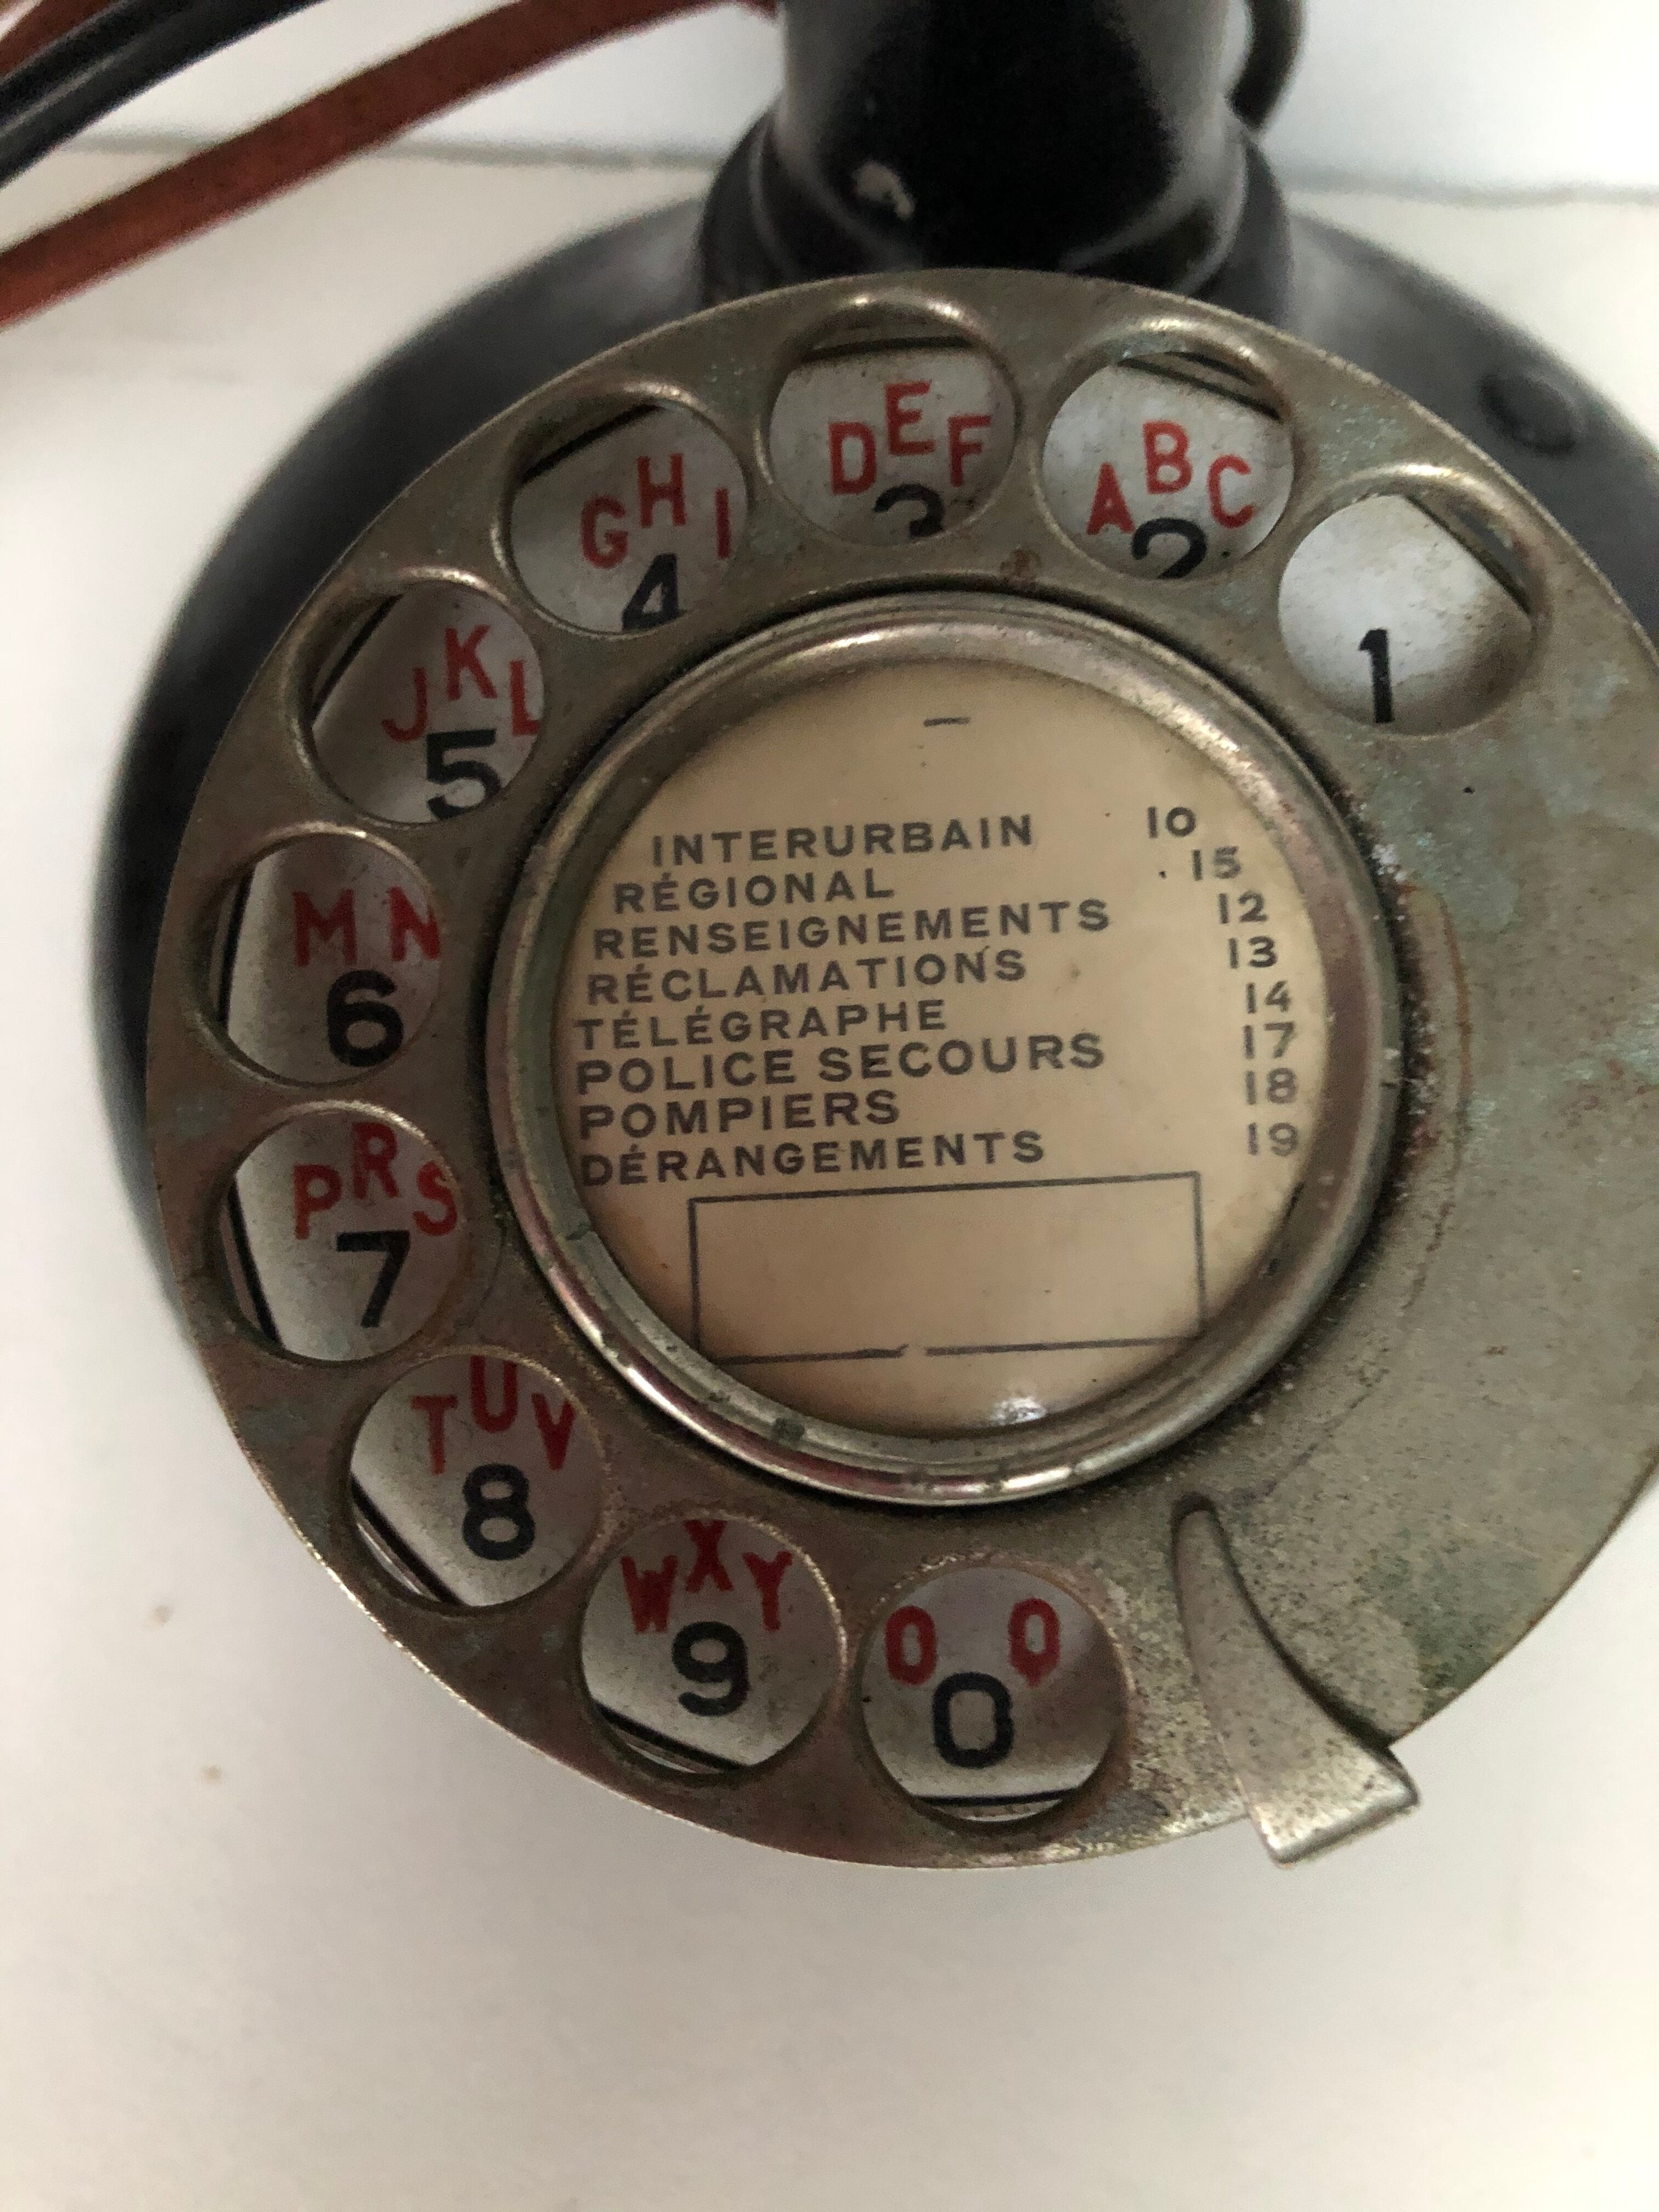 DEF
3
ABC
2
GHI
4
1
JKL
5
INTERURBAIN 10
RÉGIONAL 15
RENSEIGNEMENTS 12
RÉCLAMATIONS 13
TÉLÉGRAPHE 14
POLICE SECOURS 17
POMPIERS 18
DÉRANGEMENTS 19
MN
6
PRS
7
TUV
8
WXY
9
OQ
0